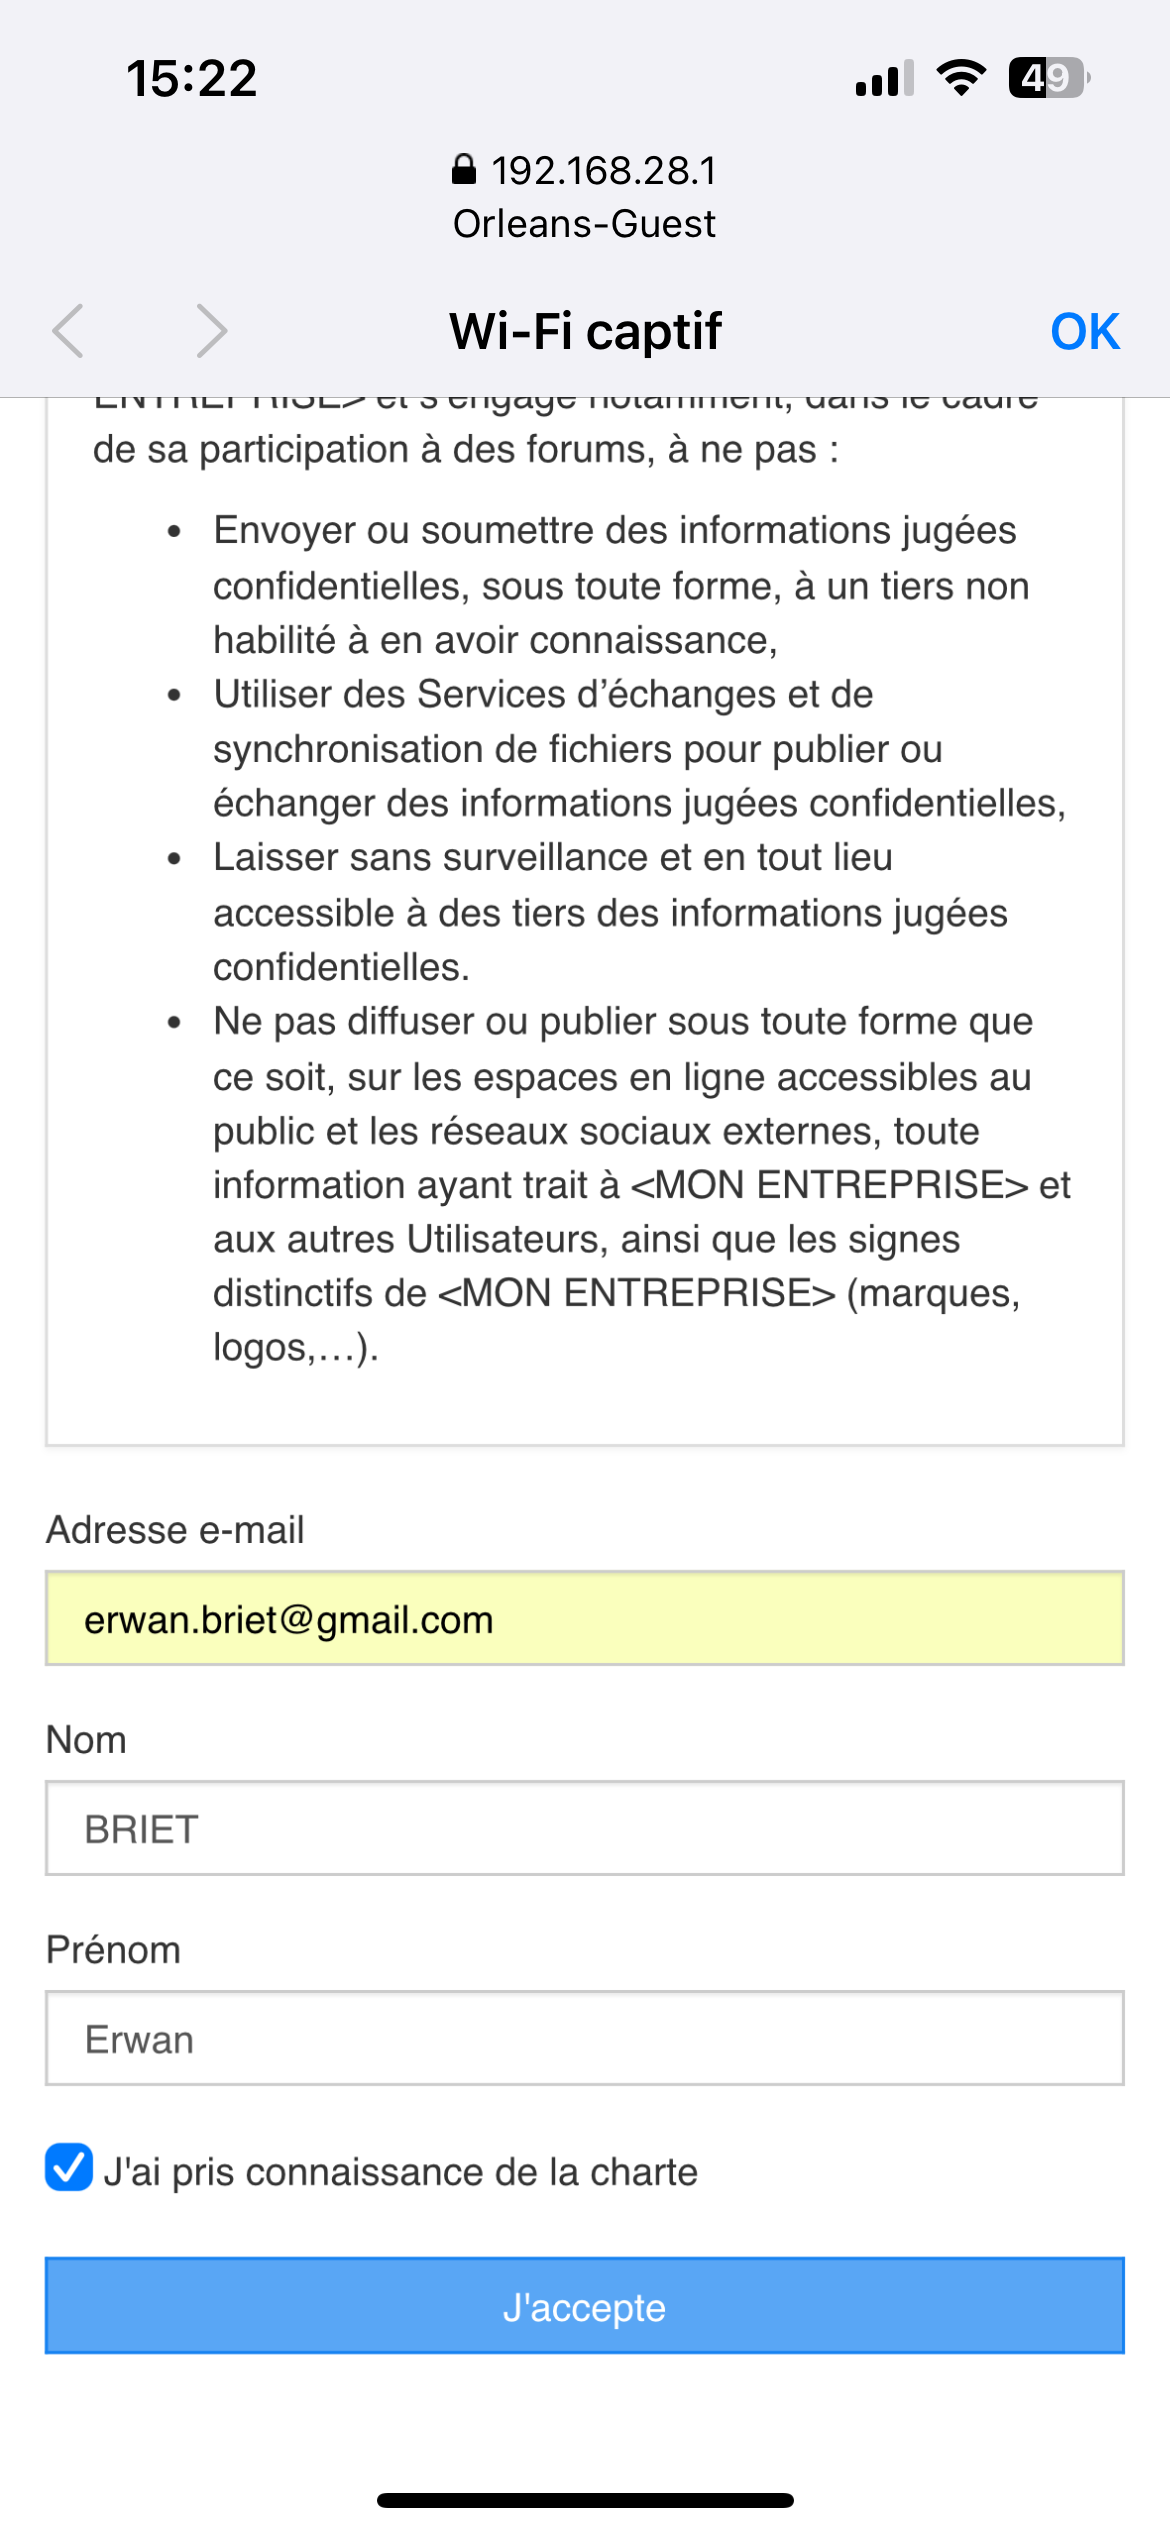 15:22
49
192.168.28.1
Orleans-Guest
Wi-Fi captif
OK
ENTREPRISE> et s'engage notamment, dans le cadre
de sa participation à des forums, à ne pas :
• Envoyer ou soumettre des informations jugées
confidentielles, sous toute forme, à un tiers non
habilité à en avoir connaissance,
• Utiliser des Services d’échanges et de
synchronisation de fichiers pour publier ou
échanger des informations jugées confidentielles,
• Laisser sans surveillance et en tout lieu
accessible à des tiers des informations jugées
confidentielles.
• Ne pas diffuser ou publier sous toute forme que
ce soit, sur les espaces en ligne accessibles au
public et les réseaux sociaux externes, toute
information ayant trait à <MON ENTREPRISE> et
aux autres Utilisateurs, ainsi que les signes
distinctifs de <MON ENTREPRISE> (marques,
logos,…).
Adresse e-mail
erwan.briet@gmail.com
Nom
BRIET
Prénom
Erwan
J'ai pris connaissance de la charte
J'accepte